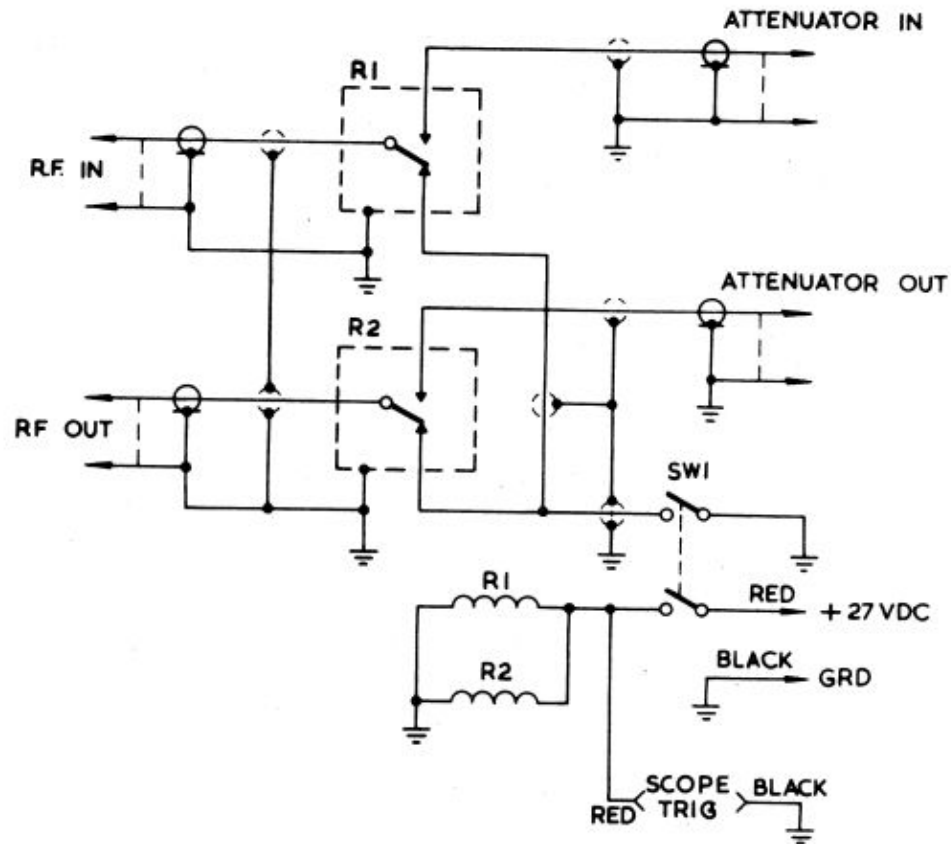 ATTENUATOR IN
R1
R.F. IN
ATTENUATOR OUT
R2
RF OUT
SW1
R1
RED
+ 27 VDC
R2
BLACK
GRD
SCOPE
TRIG
BLACK
RED